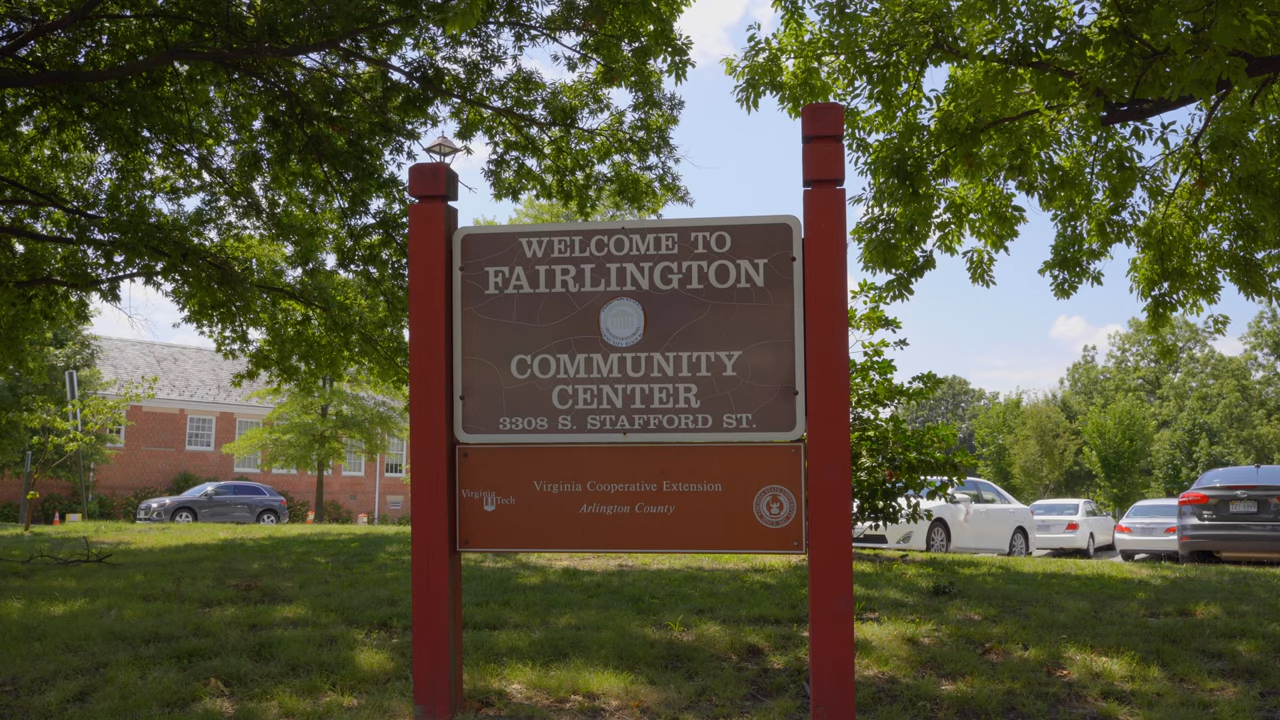 WELCOME TO
FAIRLINGTON
COMMUNITY
CENTER
3308 S. STAFFORD ST.
Virginia Tech
Virginia Cooperative Extension
Arlington County